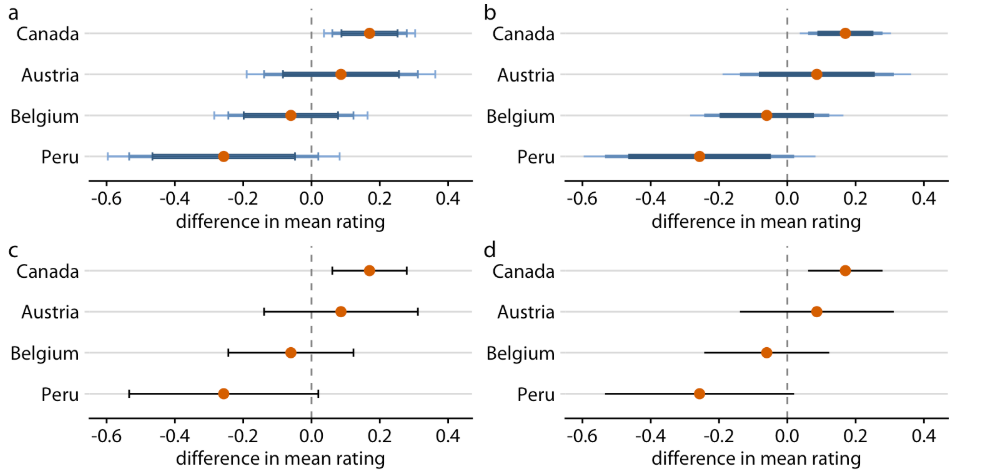 a
Canada
Austria
Belgium
Peru
-0.6 -0.4 -0.2 0.0 0.2 0.4
difference in mean rating
b
Canada
Austria
Belgium
Peru
-0.6 -0.4 -0.2 0.0 0.2 0.4
difference in mean rating
c
Canada
Austria
Belgium
Peru
-0.6 -0.4 -0.2 0.0 0.2 0.4
difference in mean rating
d
Canada
Austria
Belgium
Peru
-0.6 -0.4 -0.2 0.0 0.2 0.4
difference in mean rating